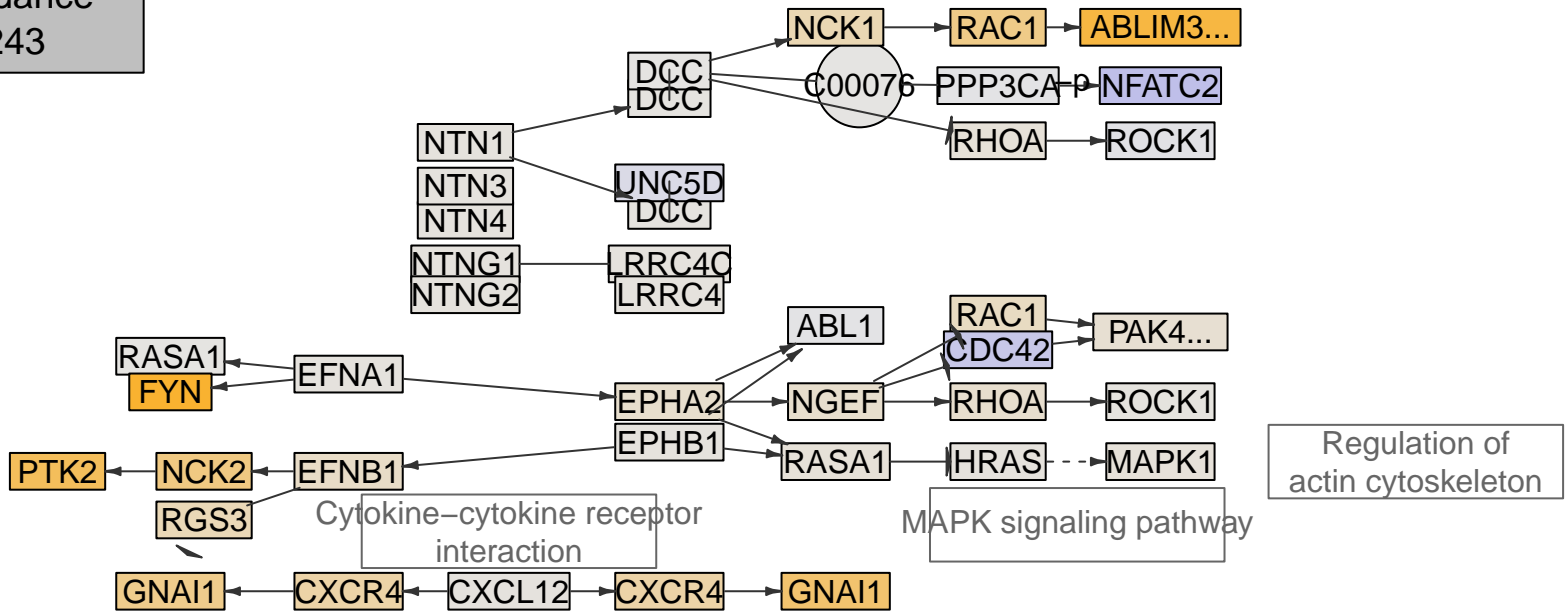 243
NCK1
RAC1
ABLIM3...
DCC
DCC
C00076
PPP3CA
–p
NFATC2
NTN1
RHOA
ROCK1
NTN3
NTN4
UNC5D
DCC
NTNG1
LRRC4C
NTNG2
LRRC4
RAC1
ABL1
PAK4...
RASA1
EFNA1
CDC42
FYN
EPHA2
NGEF
RHOA
ROCK1
EPHB1
RASA1
HRAS
MAPK1
Regulation of
actin cytoskeleton
PTK2
NCK2
EFNB1
RGS3
Cytokine–cytokine receptor
interaction
MAPK signaling pathway
GNAI1
CXCR4
CXCL12
CXCR4
GNAI1